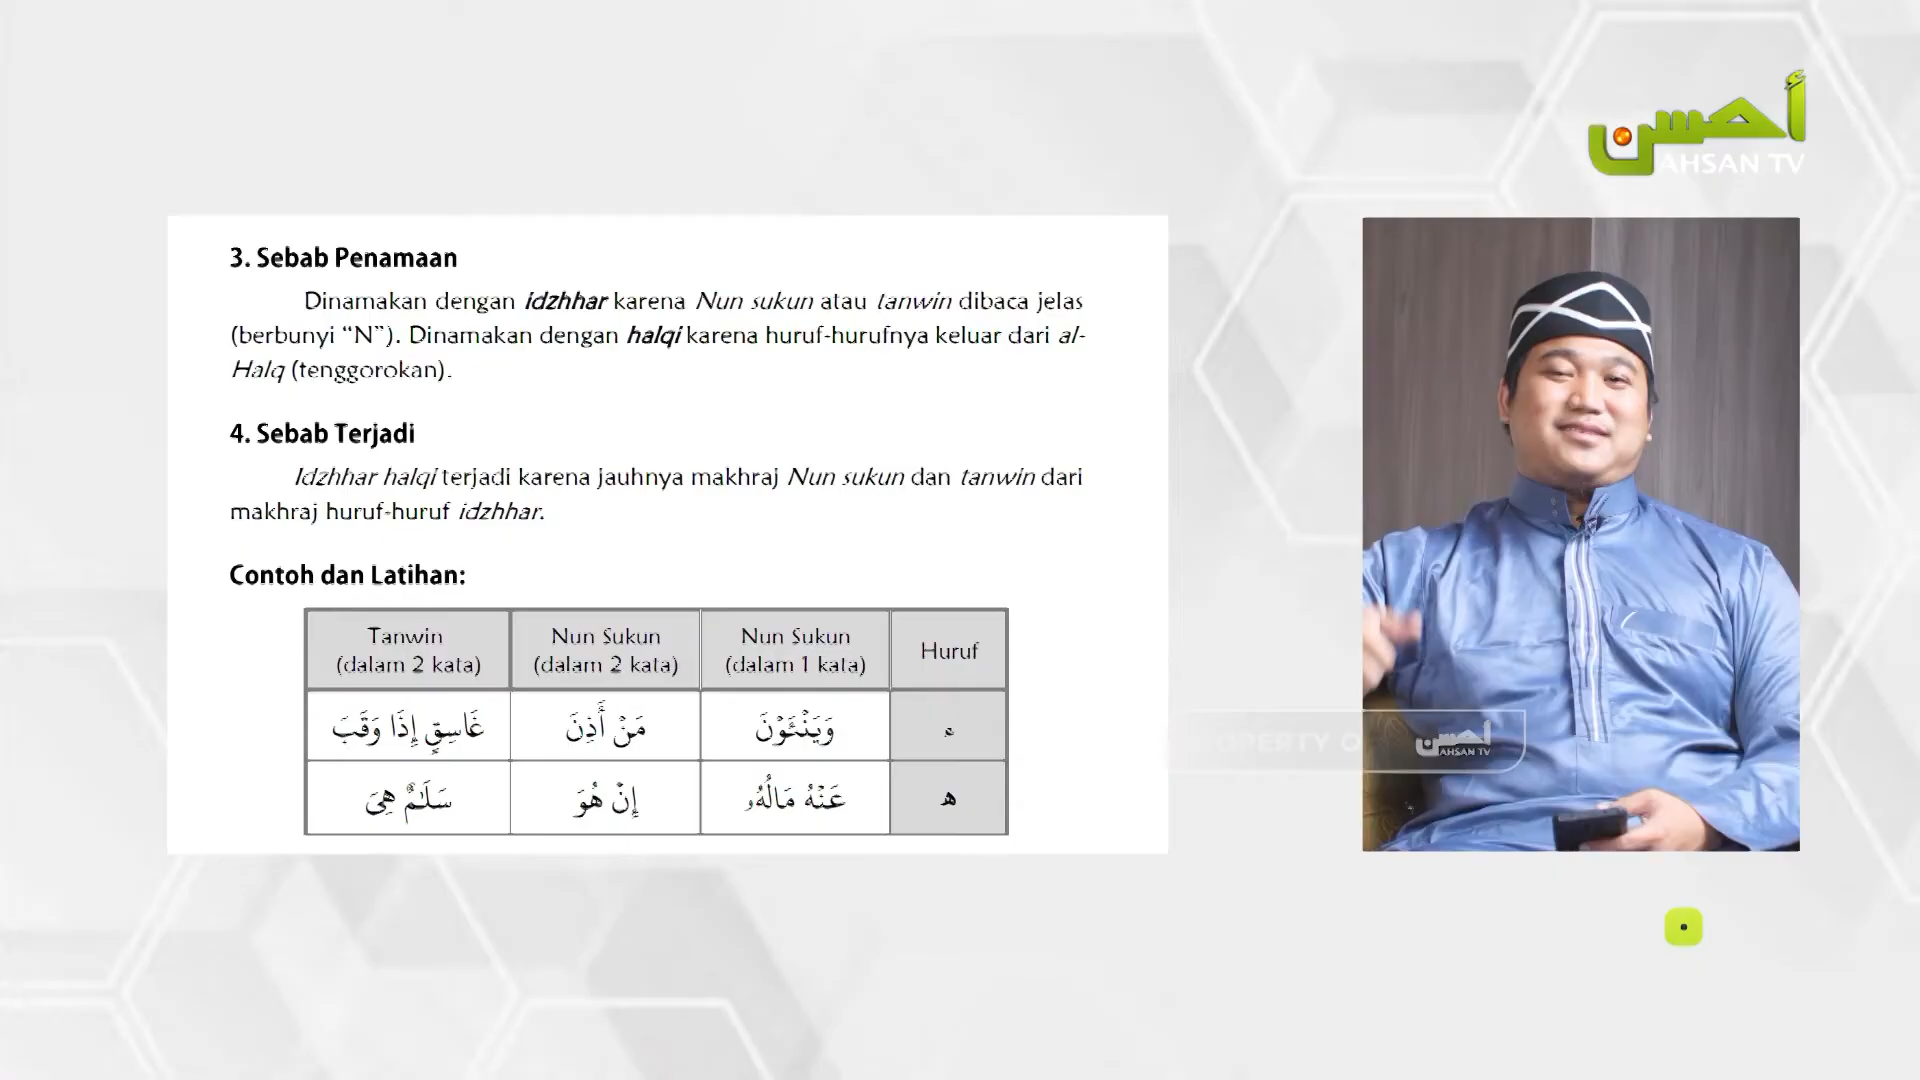 أحسن
AHSAN TV
3. Sebab Penamaan
Dinamakan dengan idzhhar karena Nun sukun atau tanwin dibaca jelas
(berbunyi “N”). Dinamakan dengan halqi karena huruf-hurufnya keluar dari al-
Halq (tenggorokan).
4. Sebab Terjadi
Idzhhar halqi terjadi karena jauhnya makhraj Nun sukun dan tanwin dari
makhraj huruf-huruf idzhhar.
Contoh dan Latihan:
Tanwin
(dalam 2 kata)
Nun Sukun
(dalam 2 kata)
Nun Sukun
(dalam 1 kata)
Huruf
غَاسِقٍ إِذَا وَقَبَ
مَنْ أَذِنَ
وَيَنْـَٔوْنَ
ء
سَلَـٰمٌ هِىَ
إِنْ هُوَ
عَنْهُ مَالُهُۥ
ه
أحسن
AHSAN TV